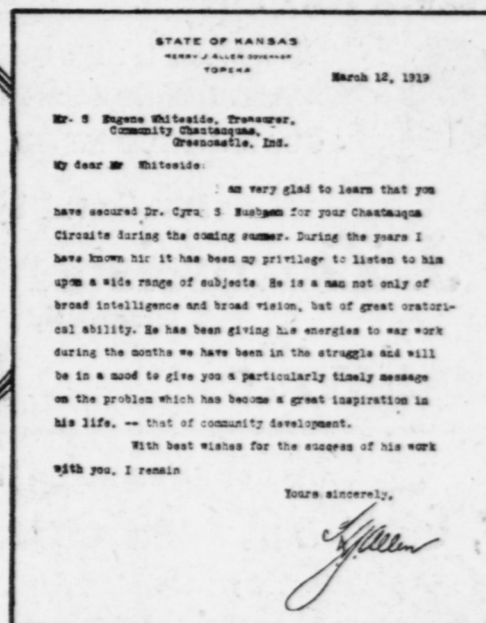 STATE OF KANSAS
HENRY J. ALLEN GOVERNOR
TOPEKA
March 12, 1919
Mr. S Eugene Whiteside, Treasurer,
Community Chautauquas,
Greencastle, Ind.
My dear Mr Whiteside:
I am very glad to learn that you
have secured Dr. Cyrus S. for your Chautauqua
Circuits during the coming summer. During the years I
have known him it has been my privilege to listen to him
upon a wide range of subjects. He is a man not only of
broad intelligence and broad vision, but of great oratori-
cal ability. He has been giving his energies to war work
during the months we have been in the struggle and will
be in a mood to give you a particularly timely message
on the problem which has become a great inspiration in
his life, -- that of community development.
With best wishes for the success of his work
with you, I remain
Yours sincerely,
H J Allen